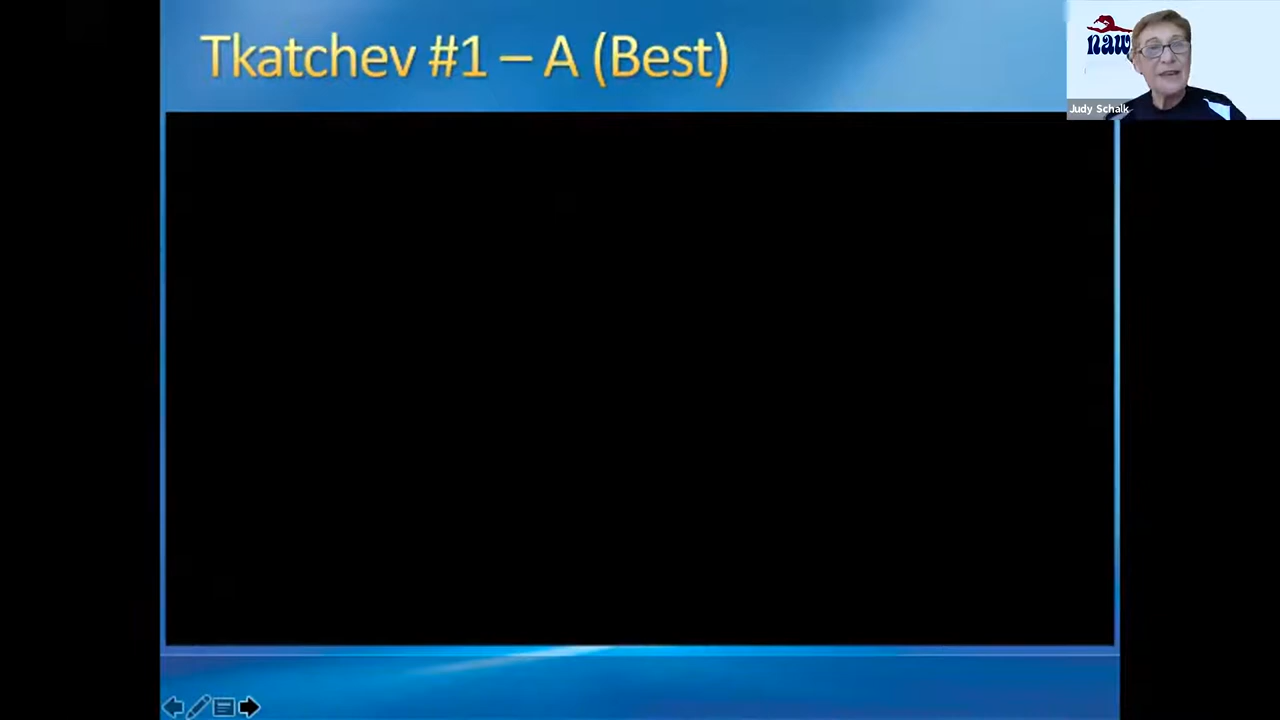 Tkatchev #1 – A (Best)
naw
Judy Schalk